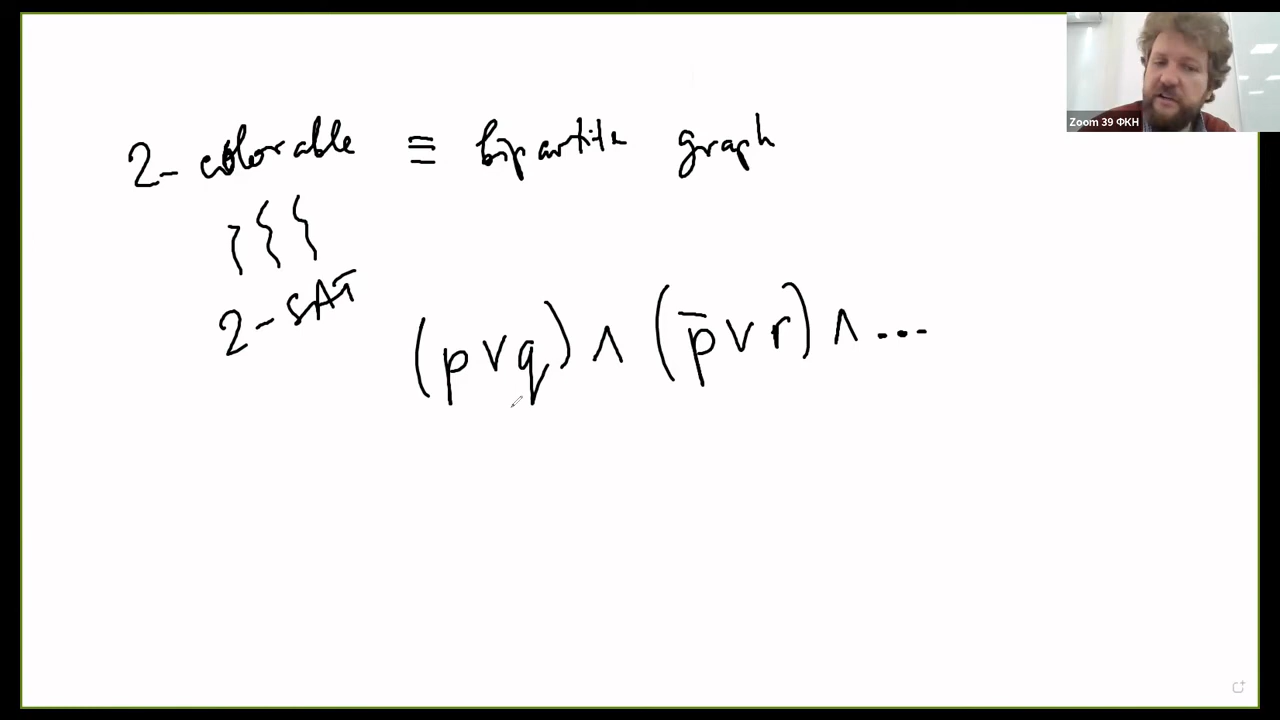 2-colorable ≡ bipartite graph
2-SAT
(p∨q) ∧ (p̅∨r) ∧ ...
Zoom 39 ФКН